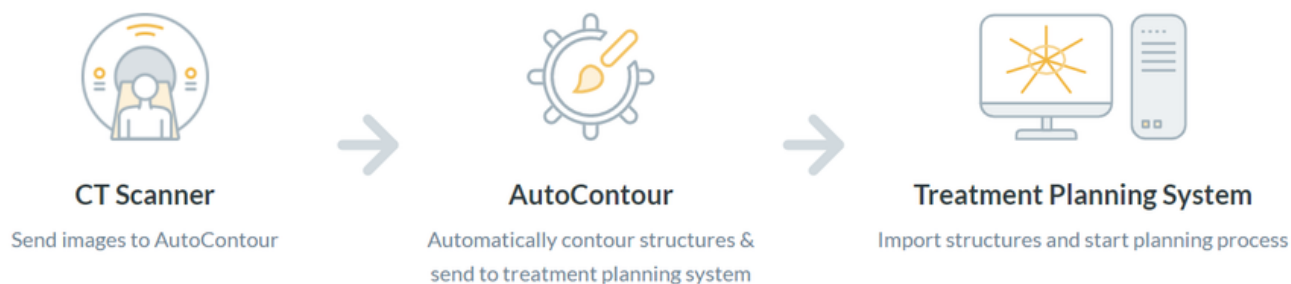 CT Scanner
Send images to AutoContour
AutoContour
Automatically contour structures &
send to treatment planning system
Treatment Planning System
Import structures and start planning process